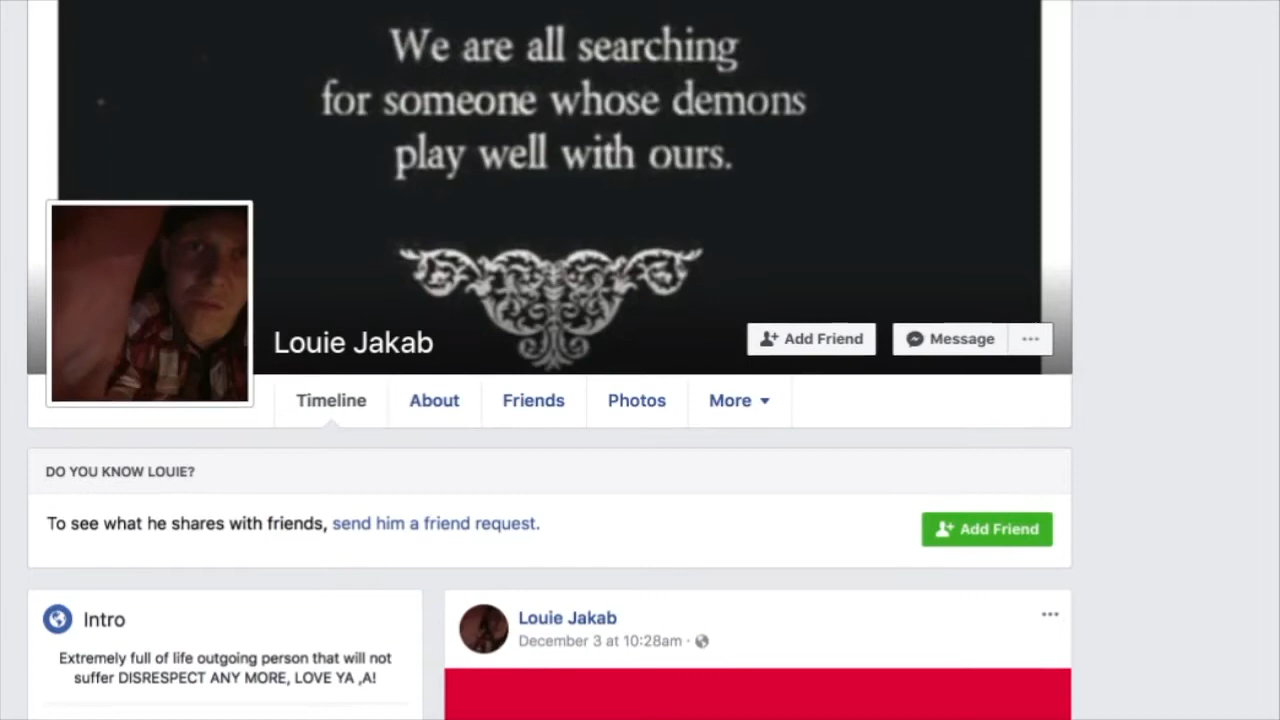 We are all searching
for someone whose demons
play well with ours.
Louie Jakab
Add Friend
Message
Timeline
About
Friends
Photos
More
DO YOU KNOW LOUIE?
To see what he shares with friends, send him a friend request.
Add Friend
Intro
Extremely full of life outgoing person that will not
suffer DISRESPECT ANY MORE, LOVE YA ,A!
Louie Jakab
December 3 at 10:28am ·